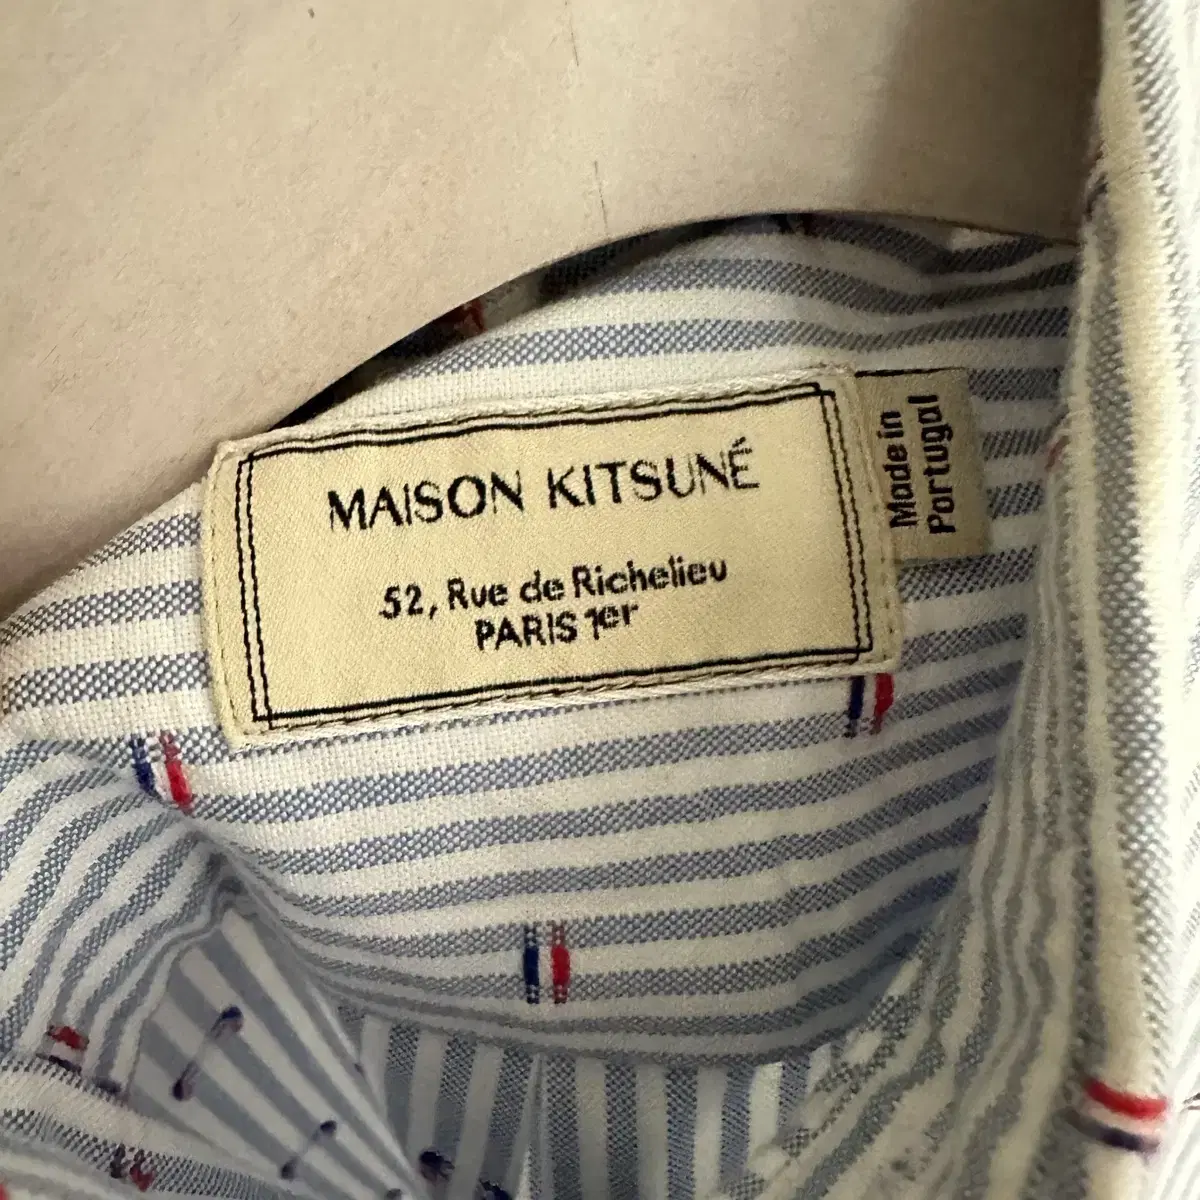 MAISON KITSUNÉ
52, Rue de Richelieu
PARIS 1er
Made in
Portugal